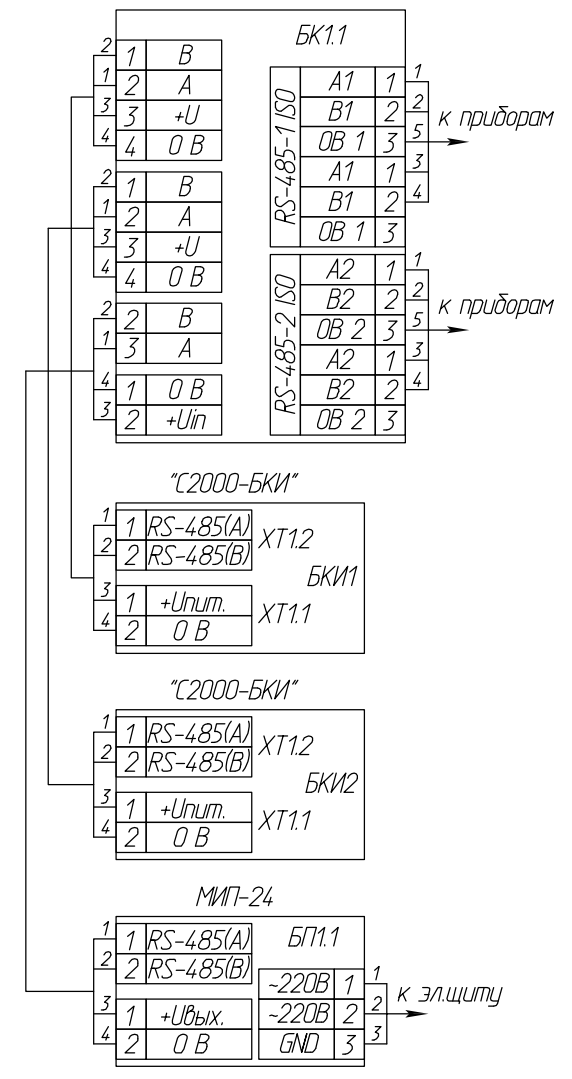 БК1.1
2 1 В
1 2 А
3 3 +U
4 4 0 В
2 1 В
1 2 А
3 3 +U
4 4 0 В
2 2 В
1 3 А
4 1 0 В
3 2 +Uin
RS-485-1 ISO
А1 1 1
В1 2 2
0В 1 3 5 к приборам
А1 1 3
В1 2 4
0В 1 3
RS-485-2 ISO
А2 1 1
В2 2 2
0В 2 3 5 к приборам
А2 1 3
В2 2 4
0В 2 3
"С2000-БКИ"
1 1 RS-485(А) ХТ1.2
2 2 RS-485(В)
БКИ1
3 1 +Uпит. ХТ1.1
4 2 0 В
"С2000-БКИ"
1 1 RS-485(А) ХТ1.2
2 2 RS-485(В)
БКИ2
3 1 +Uпит. ХТ1.1
4 2 0 В
МИП-24
1 1 RS-485(А) БП1.1
2 2 RS-485(В)
3 1 +Uвых.
4 2 0 В
~220В 1 1
~220В 2 2 к эл.щиту
GND 3 3